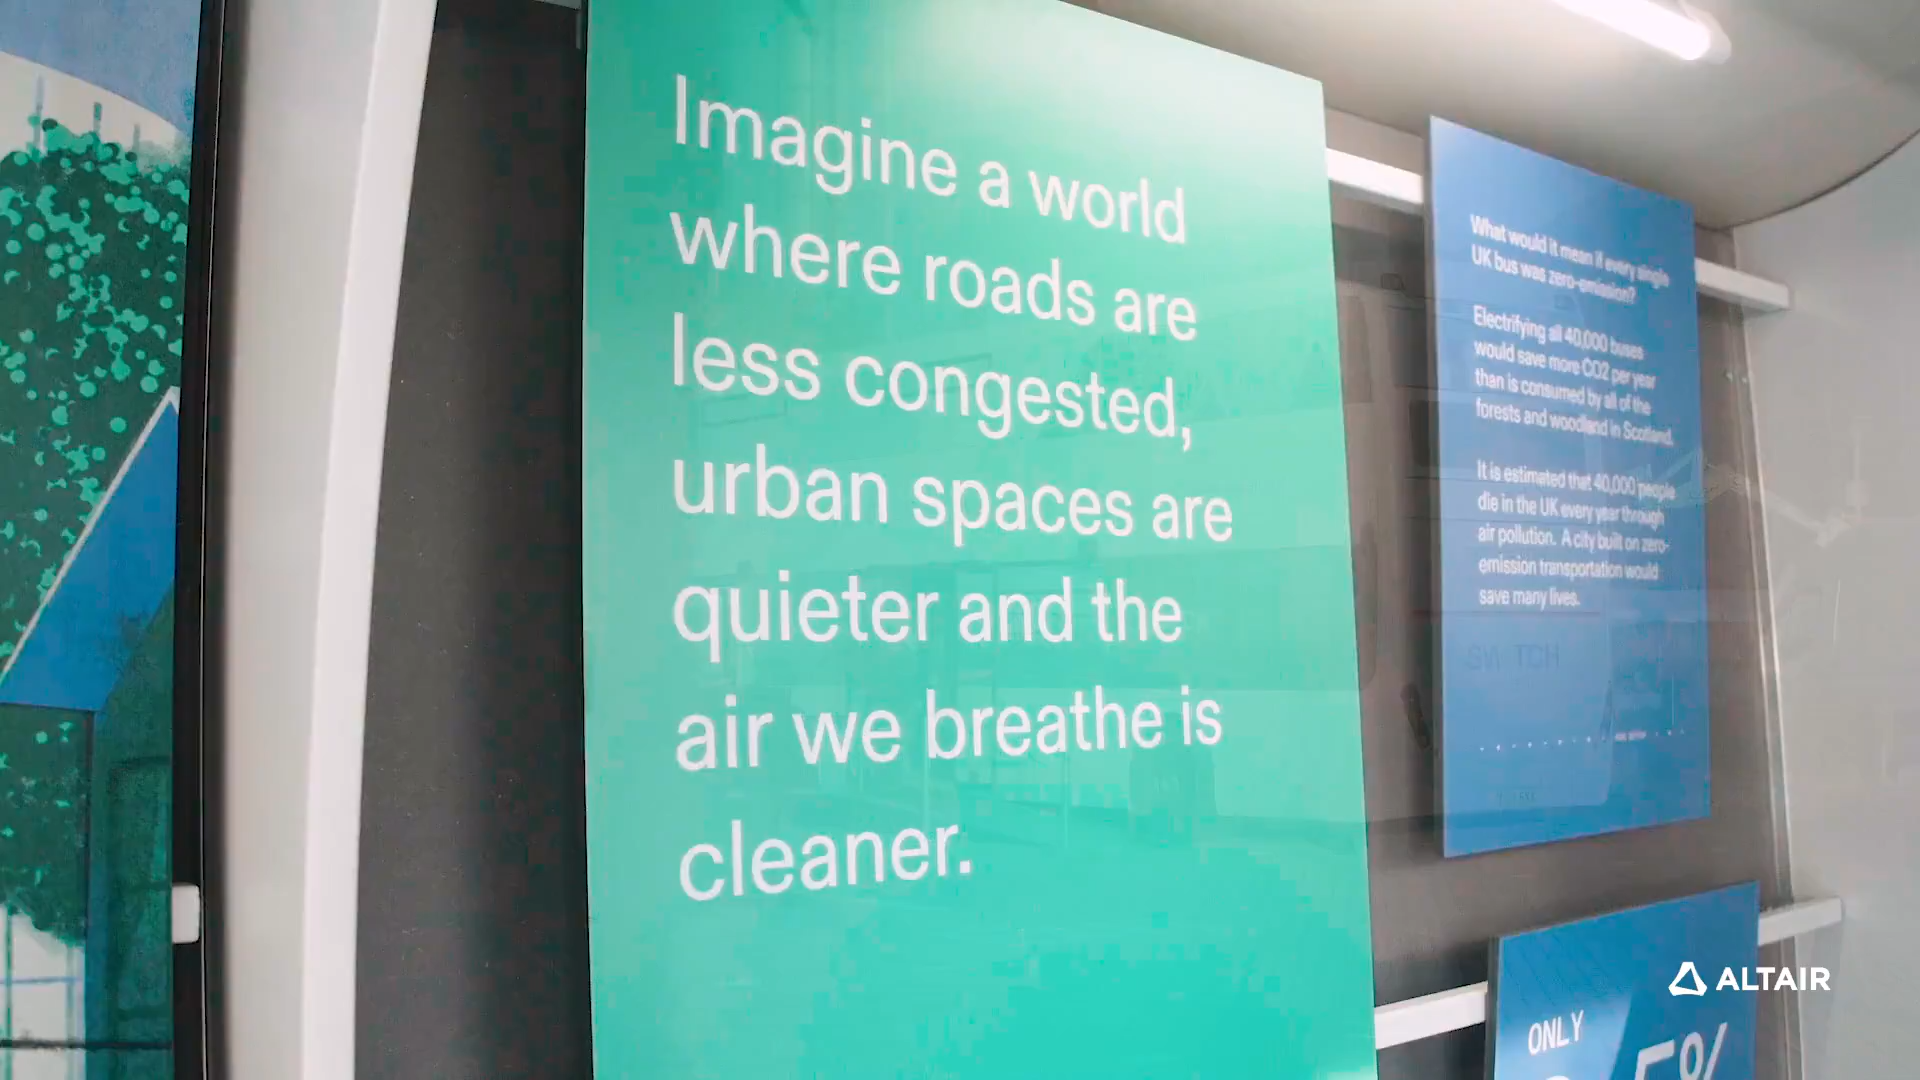 Imagine a world
where roads are
less congested,
urban spaces are
quieter and the
air we breathe is
cleaner.
What would it mean if every single
UK bus was zero-emission?
Electrifying all 40,000 buses
would save more CO2 per year
than is consumed by all of the
forests and woodland in Scotland.
It is estimated that 40,000 people
die in the UK every year through
air pollution. A city built on zero-
emission transportation would
save many lives.
SWITCH
ONLY
5%
ALTAIR